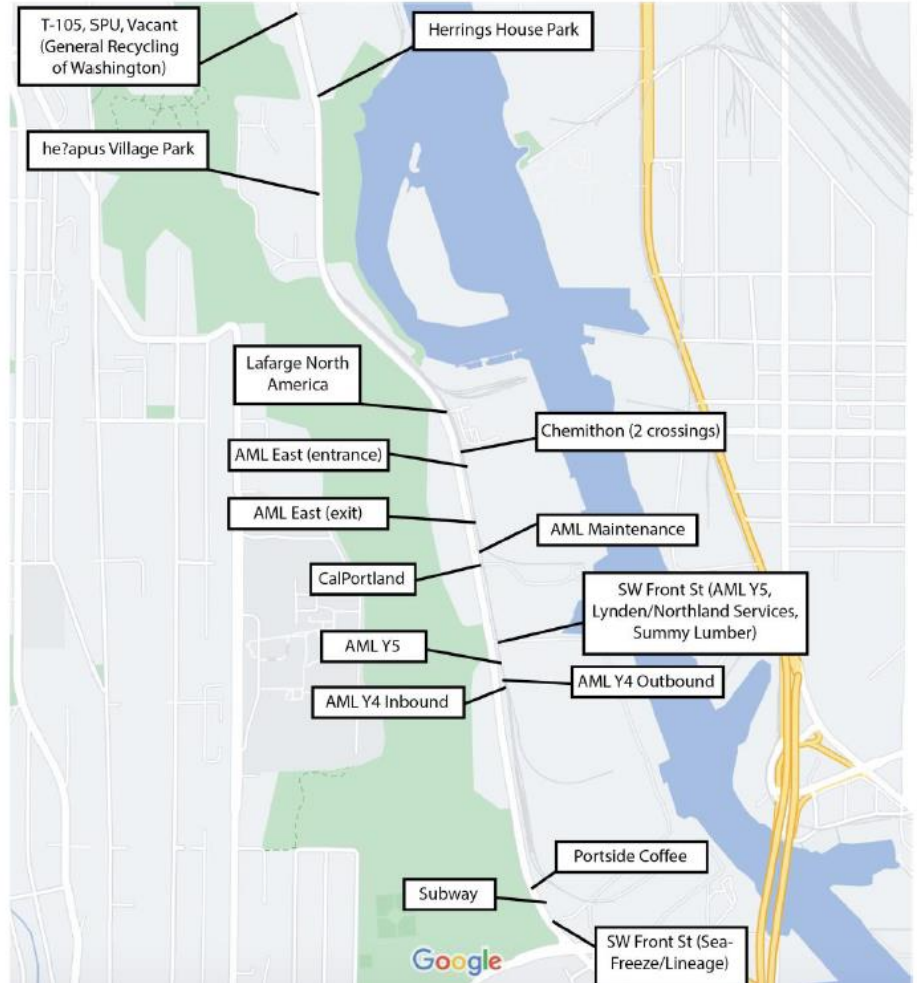 T-105, SPU, Vacant
(General Recycling
of Washington)
Herrings House Park
he?apus Village Park
Lafarge North
America
Chemithon (2 crossings)
AML East (entrance)
AML East (exit)
AML Maintenance
CalPortland
SW Front St (AML Y5,
Lynden/Northland Services,
Summy Lumber)
AML Y5
AML Y4 Outbound
AML Y4 Inbound
Portside Coffee
Subway
SW Front St (Sea-
Freeze/Lineage)
Google